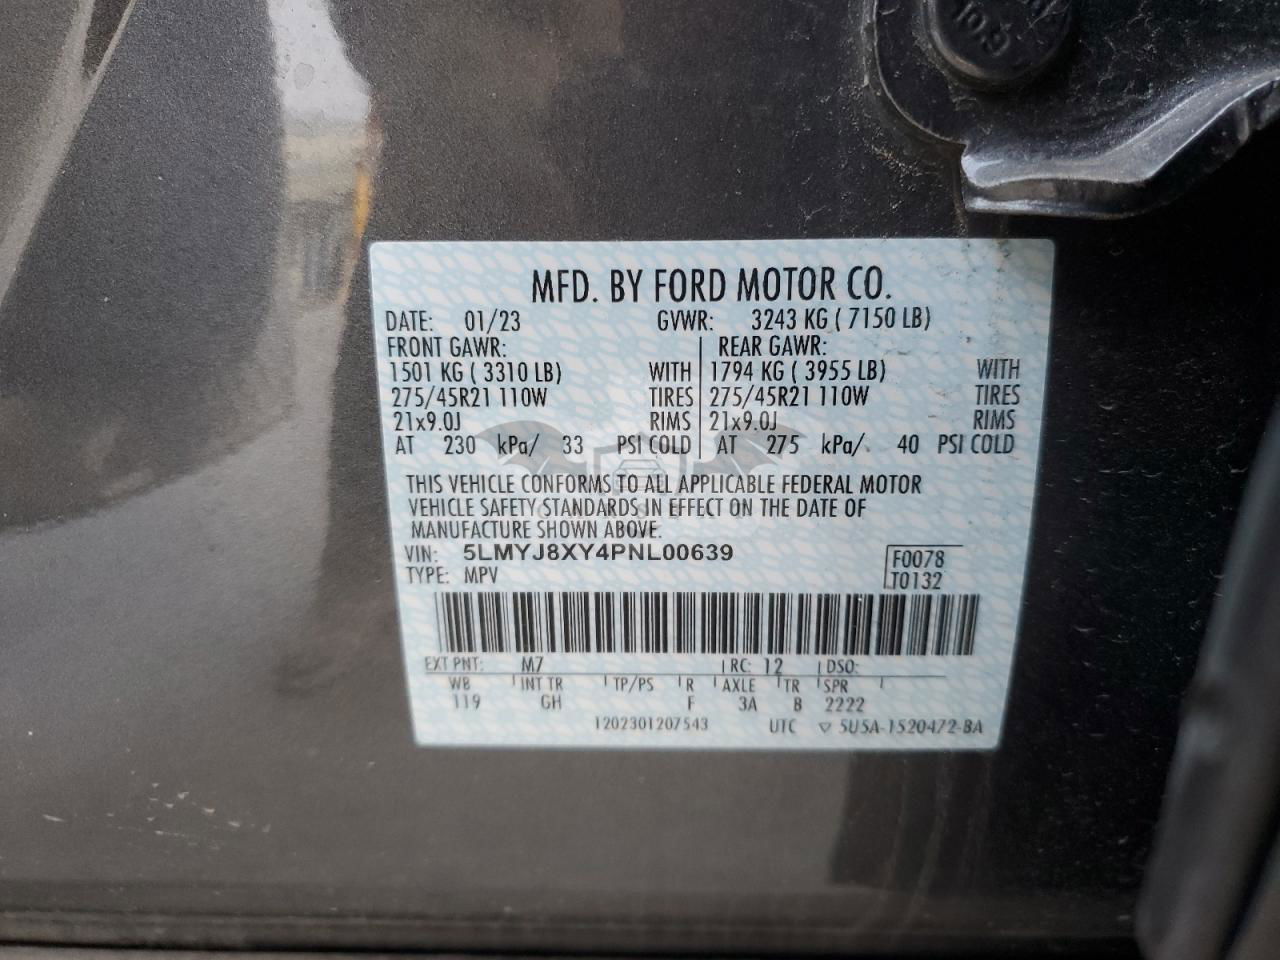 MFD. BY FORD MOTOR CO.
DATE: 01/23 GVWR: 3243 KG ( 7150 LB)
FRONT GAWR: REAR GAWR:
1501 KG ( 3310 LB) WITH 1794 KG ( 3955 LB) WITH
275/45R21 110W TIRES 275/45R21 110W TIRES
21x9.0J RIMS 21x9.0J RIMS
AT 230 kPa/ 33 PSI COLD AT 275 kPa/ 40 PSI COLD
THIS VEHICLE CONFORMS TO ALL APPLICABLE FEDERAL MOTOR
VEHICLE SAFETY STANDARDS IN EFFECT ON THE DATE OF
MANUFACTURE SHOWN ABOVE.
VIN: 5LMYJ8XY4PNL00639 F0078
TYPE: MPV T0132
EXT PNT: M7 RC: 12 DSO:
WB INT TR TP/PS R AXLE TR SPR
119 GH F 3A B 2222
1202301207543 UTC ▽ 5U5A-1520472-BA